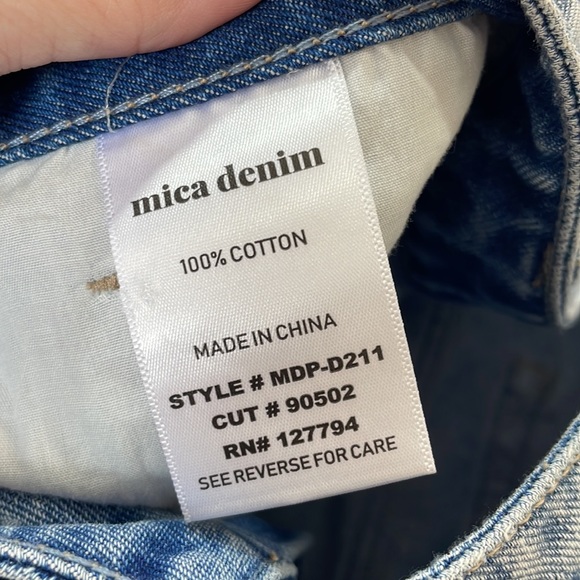 mica denim
100% COTTON
MADE IN CHINA
STYLE # MDP-D211
CUT # 90502
RN# 127794
SEE REVERSE FOR CARE